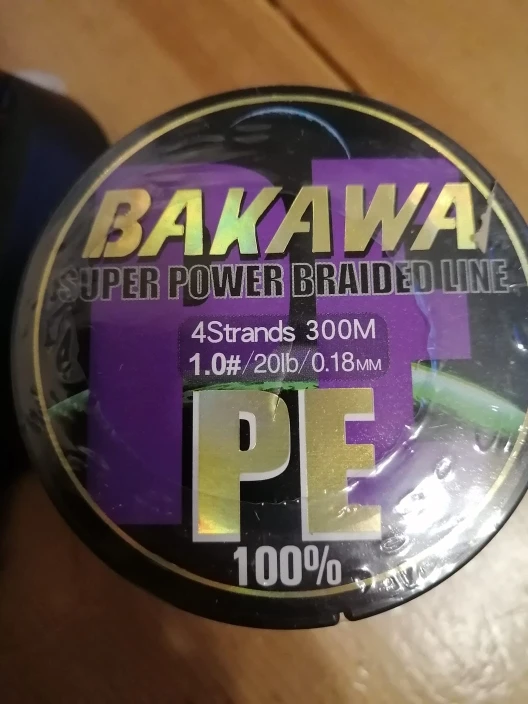 BAKAWA
SUPER POWER BRAIDED LINE
4Strands 300M
1.0#/20lb/0.18MM
PE
100%